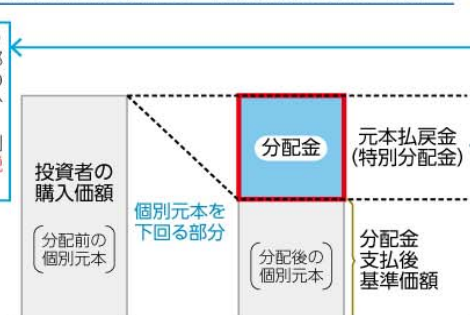 分配金
元本払戻金
(特別分配金)
投資者の
購入価額
(分配前の
個別元本)
個別元本を
下回る部分
(分配後の
個別元本)
分配金
支払後
基準価額